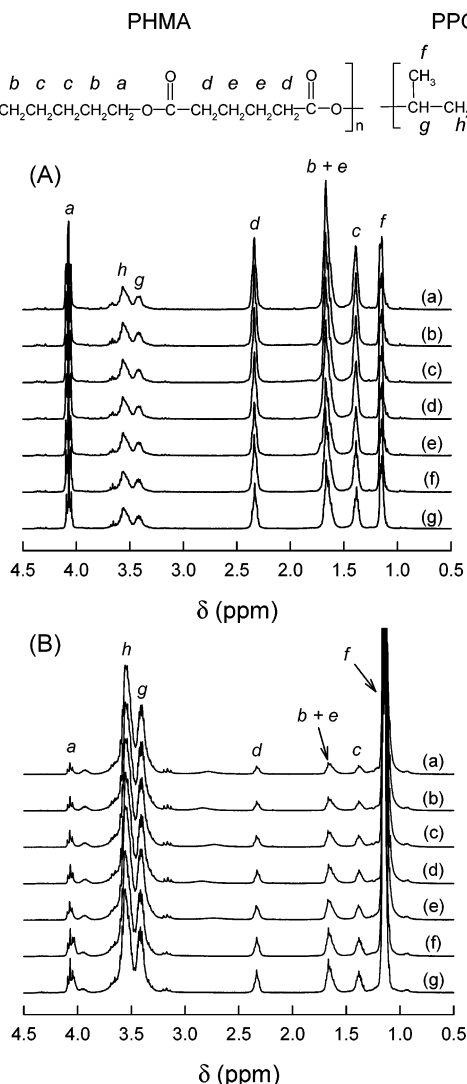 PHMA PPG
b c c b a d e e d f
O O CH3
CH2CH2CH2CH2CH2-O-C-CH2CH2CH2CH2-C-O n CH-CH2
g h
(A)
b + e
a d c f
h g
(a)
(b)
(c)
(d)
(e)
(f)
(g)
4.5 4.0 3.5 3.0 2.5 2.0 1.5 1.0 0.5
δ (ppm)
(B)
h f
g
b + e
a d c
(a)
(b)
(c)
(d)
(e)
(f)
(g)
4.5 4.0 3.5 3.0 2.5 2.0 1.5 1.0 0.5
δ (ppm)